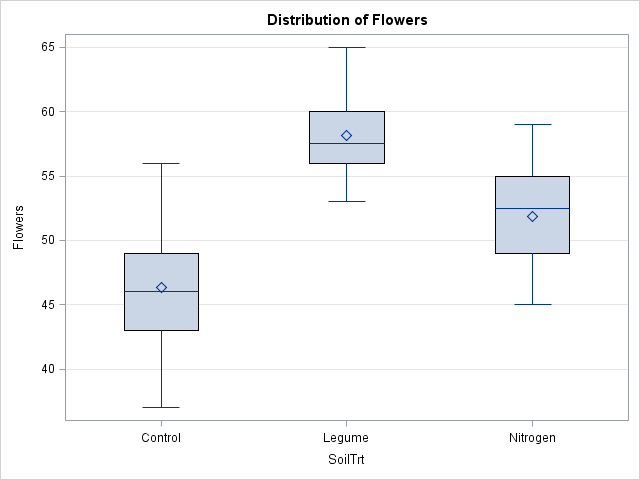 Distribution of Flowers
65
60
55
50
45
40
Flowers
Control
Legume
Nitrogen
SoilTrt